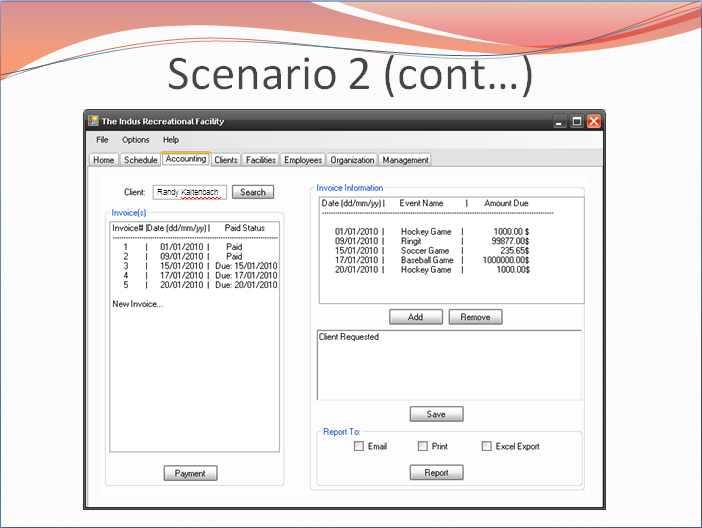 Scenario 2 (cont...)
The Indus Recreational Facility
File Options Help
Home Schedule Accounting Clients Facilities Employees Organization Management
Client: Randy Kaltenbach Search
Invoice(s)
Invoice# |Date (dd/mm/yy)| Paid Status
1 | 01/01/2010 | Paid
2 | 09/01/2010 | Paid
3 | 15/01/2010 | Due: 15/01/2010
4 | 17/01/2010 | Due: 17/01/2010
5 | 20/01/2010 | Due: 20/01/2010
New Invoice...
Payment
Invoice Information
Date (dd/mm/yy)| Event Name | Amount Due
01/01/2010 | Hockey Game | 1000.00 $
09/01/2010 | Ringit | 99877.00$
15/01/2010 | Soccer Game | 235.65$
17/01/2010 | Baseball Game | 1000000.00$
20/01/2010 | Hockey Game | 1000.00$
Add Remove
Client Requested
Save
Report To:
Email Print Excel Export
Report